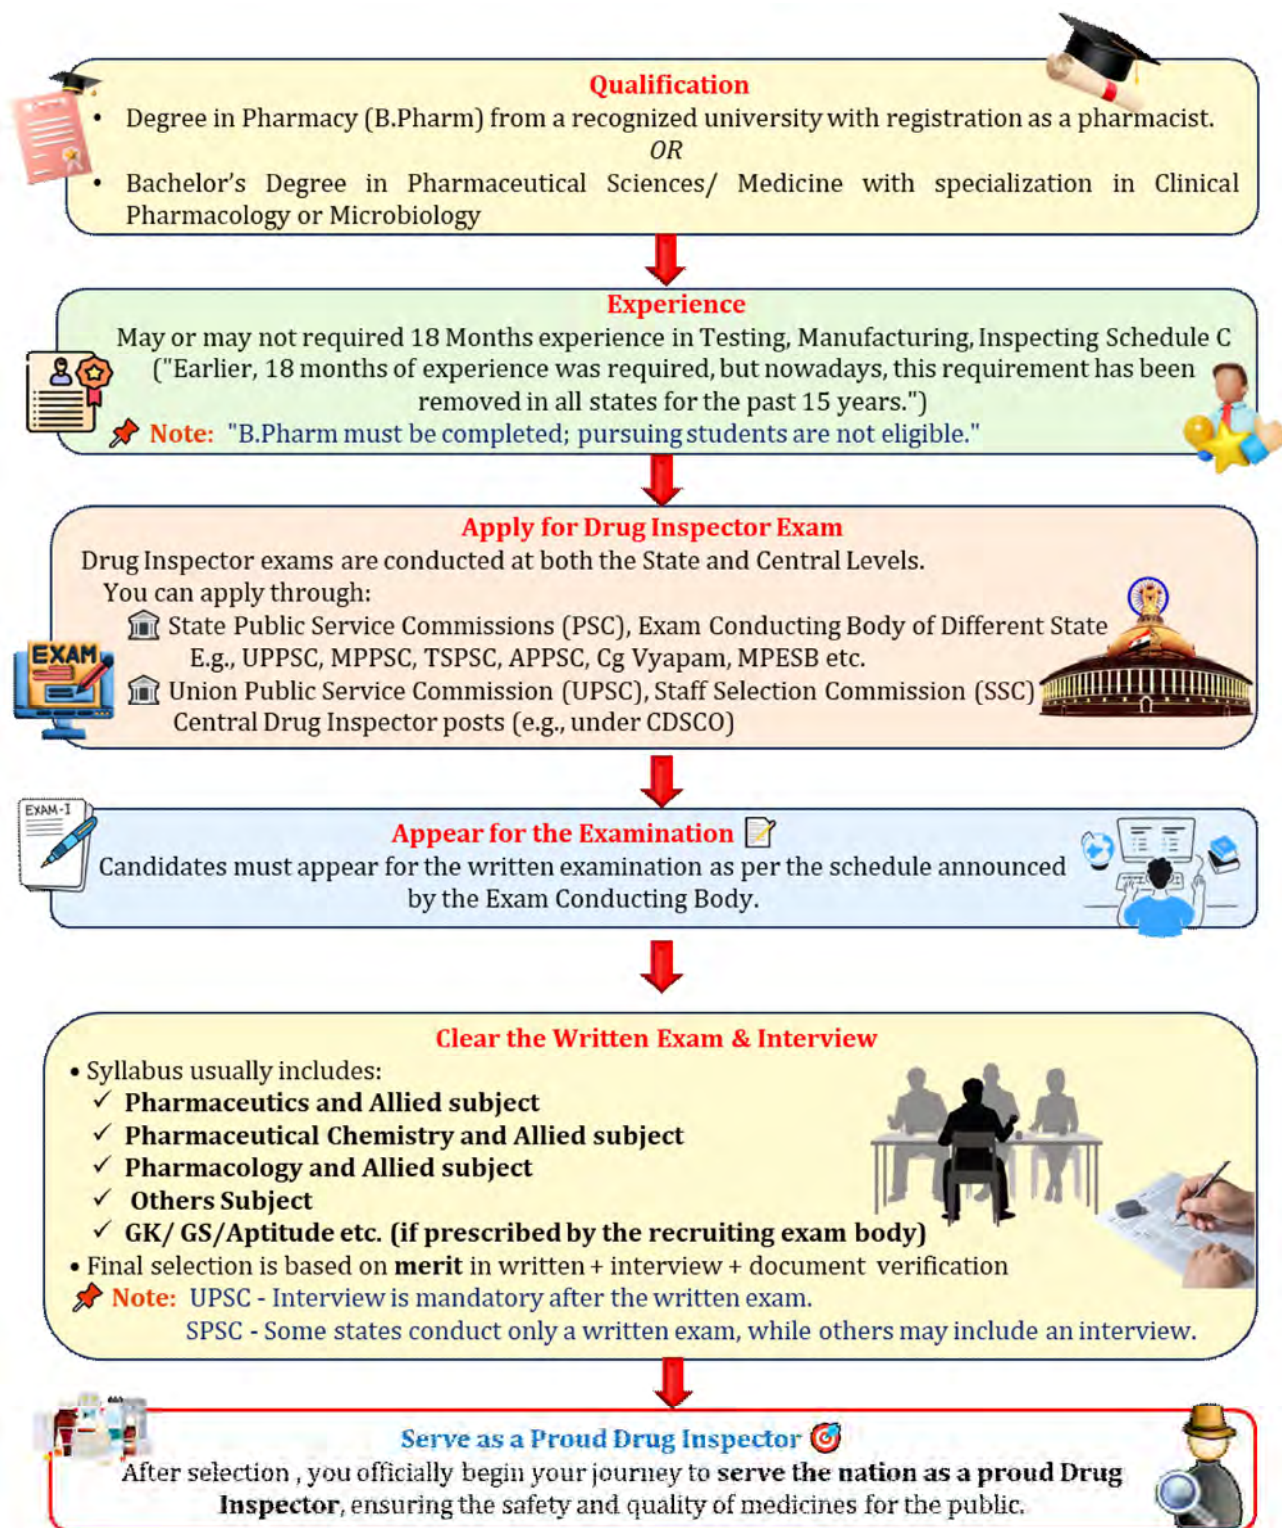 Qualification
• Degree in Pharmacy (B.Pharm) from a recognized university with registration as a pharmacist.
OR
• Bachelor's Degree in Pharmaceutical Sciences/ Medicine with specialization in Clinical
Pharmacology or Microbiology
Experience
May or may not required 18 Months experience in Testing, Manufacturing, Inspecting Schedule C
("Earlier, 18 months of experience was required, but nowadays, this requirement has been
removed in all states for the past 15 years.")
Note: "B.Pharm must be completed; pursuing students are not eligible."
Apply for Drug Inspector Exam
Drug Inspector exams are conducted at both the State and Central Levels.
You can apply through:
State Public Service Commissions (PSC), Exam Conducting Body of Different State
E.g., UPPSC, MPPSC, TSPSC, APPSC, Cg Vyapam, MPESB etc.
EXAM
Union Public Service Commission (UPSC), Staff Selection Commission (SSC)
Central Drug Inspector posts (e.g., under CDSCO)
EXAM-I
Appear for the Examination
Candidates must appear for the written examination as per the schedule announced
by the Exam Conducting Body.
Clear the Written Exam & Interview
• Syllabus usually includes:
✓ Pharmaceutics and Allied subject
✓ Pharmaceutical Chemistry and Allied subject
✓ Pharmacology and Allied subject
✓ Others Subject
✓ GK/ GS/Aptitude etc. (if prescribed by the recruiting exam body)
• Final selection is based on merit in written + interview + document verification
Note: UPSC - Interview is mandatory after the written exam.
SPSC - Some states conduct only a written exam, while others may include an interview.
Serve as a Proud Drug Inspector
After selection , you officially begin your journey to serve the nation as a proud Drug
Inspector, ensuring the safety and quality of medicines for the public.